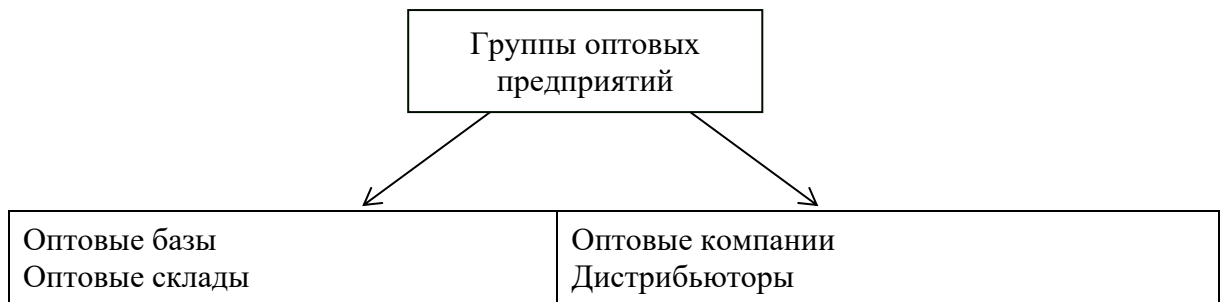 Группы оптовых
предприятий
Оптовые базы
Оптовые склады
Оптовые компании
Дистрибьюторы